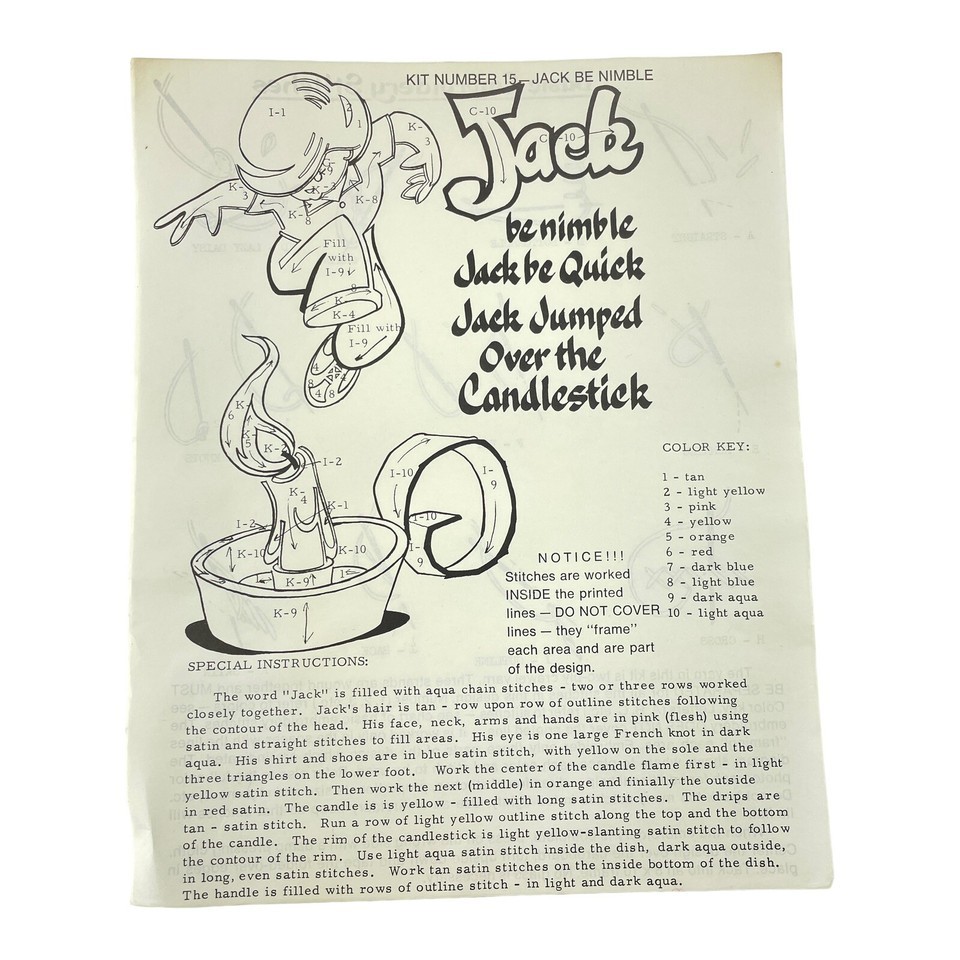 KIT NUMBER 15 – JACK BE NIMBLE
Jack
be nimble
Jack be Quick
Jack Jumped
Over the
Candlestick
C-10
C-10
I-1
2
1
K-3
K-3
K-8
K-8
Fill
with
I-9
8
K
K-4
Fill with
I-9
4
4
8
8
K-
6
K
5
K-2
I-2
K-
4
K-1
I-2
K-10
K-10
K-9
1
K-9
I-10
I-
9
I-10
I-
9
COLOR KEY:
1 - tan
2 - light yellow
3 - pink
4 - yellow
5 - orange
6 - red
7 - dark blue
8 - light blue
9 - dark aqua
10 - light aqua
NOTICE!!!
Stitches are worked
INSIDE the printed
lines — DO NOT COVER
lines — they "frame"
each area and are part
of the design.
SPECIAL INSTRUCTIONS:
The word "Jack" is filled with aqua chain stitches - two or three rows worked
closely together. Jack's hair is tan - row upon row of outline stitches following
the contour of the head. His face, neck, arms and hands are in pink (flesh) using
satin and straight stitches to fill areas. His eye is one large French knot in dark
aqua. His shirt and shoes are in blue satin stitch, with yellow on the sole and the
three triangles on the lower foot. Work the center of the candle flame first - in light
yellow satin stitch. Then work the next (middle) in orange and finially the outside
in red satin. The candle is is yellow - filled with long satin stitches. The drips are
tan - satin stitch. Run a row of light yellow outline stitch along the top and the bottom
of the candle. The rim of the candlestick is light yellow-slanting satin stitch to follow
the contour of the rim. Use light aqua satin stitch inside the dish, dark aqua outside,
in long, even satin stitches. Work tan satin stitches on the inside bottom of the dish.
The handle is filled with rows of outline stitch - in light and dark aqua.